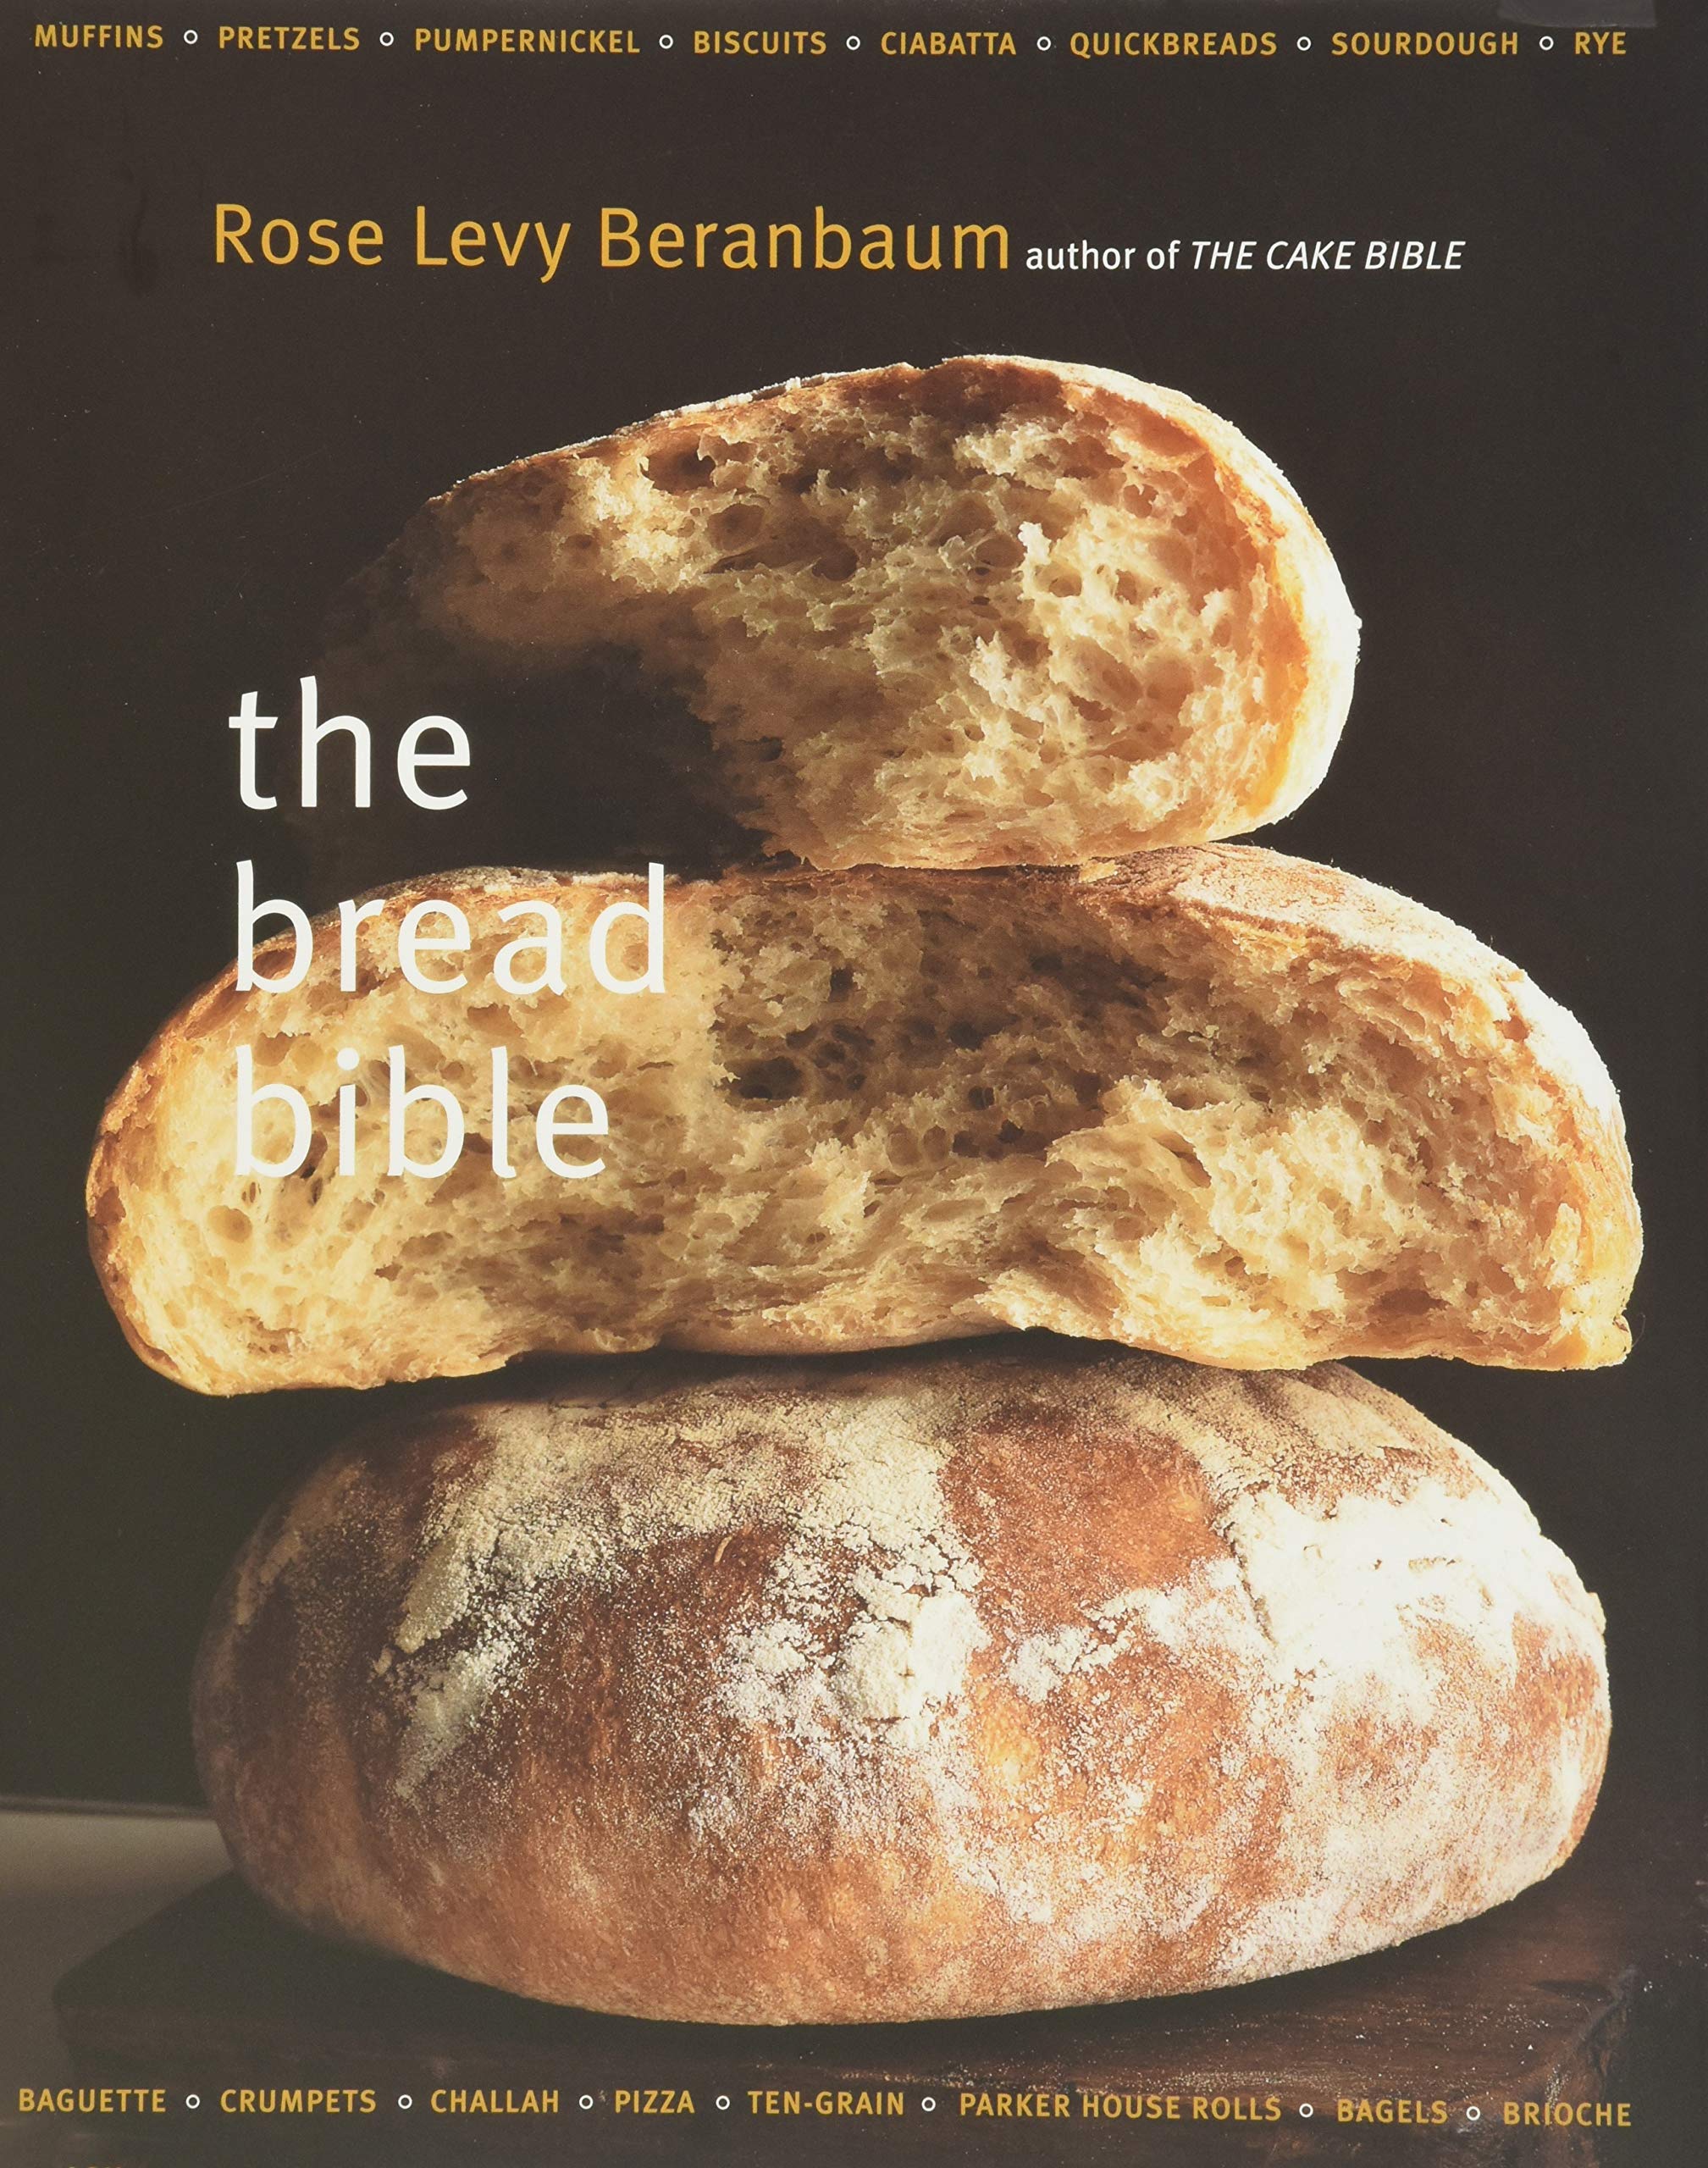 MUFFINS ○ PRETZELS ○ PUMPERNICKEL ○ BISCUITS ○ CIABATTA ○ QUICKBREADS ○ SOURDOUGH ○ RYE
Rose Levy Beranbaum author of THE CAKE BIBLE
the
bread
bible
BAGUETTE ○ CRUMPETS ○ CHALLAH ○ PIZZA ○ TEN-GRAIN ○ PARKER HOUSE ROLLS ○ BAGELS ○ BRIOCHE